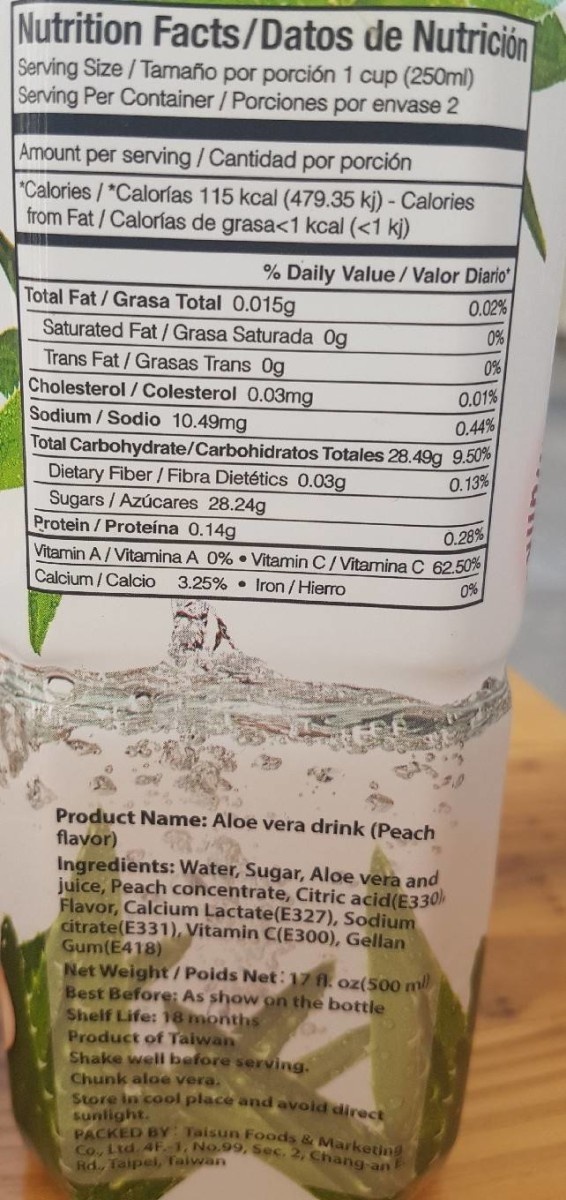 Nutrition Facts/Datos de Nutrición
Serving Size / Tamaño por porción 1 cup (250ml)
Serving Per Container / Porciones por envase 2
Amount per serving / Cantidad por porción
*Calories / *Calorías 115 kcal (479.35 kj) - Calories
from Fat / Calorías de grasa<1 kcal (<1 kj)
% Daily Value / Valor Diario*
Total Fat / Grasa Total 0.015g 0.02%
Saturated Fat / Grasa Saturada 0g 0%
Trans Fat / Grasas Trans 0g 0%
Cholesterol / Colesterol 0.03mg 0.01%
Sodium / Sodio 10.49mg 0.44%
Total Carbohydrate/Carbohidratos Totales 28.49g 9.50%
Dietary Fiber / Fibra Dietétics 0.03g 0.13%
Sugars / Azúcares 28.24g
Protein / Proteína 0.14g 0.28%
Vitamin A / Vitamina A 0% • Vitamin C / Vitamina C 62.50%
Calcium / Calcio 3.25% • Iron / Hierro 0%
Product Name: Aloe vera drink (Peach
flavor)
Ingredients: Water, Sugar, Aloe vera and
juice, Peach concentrate, Citric acid(E330),
Flavor, Calcium Lactate(E327), Sodium
citrate(E331), Vitamin C(E300), Gellan
Gum(E418)
Net Weight / Poids Net: 17 fl. oz(500 ml)
Best Before: As show on the bottle
Shelf Life: 18 months
Product of Taiwan
Shake well before serving.
Chunk aloe vera.
Store in cool place and avoid direct
sunlight.
PACKED BY: Taisun Foods & Marketing
Co., Ltd. 4F.-1, No.99, Sec. 2, Chang-an E
Rd., Taipei, Taiwan